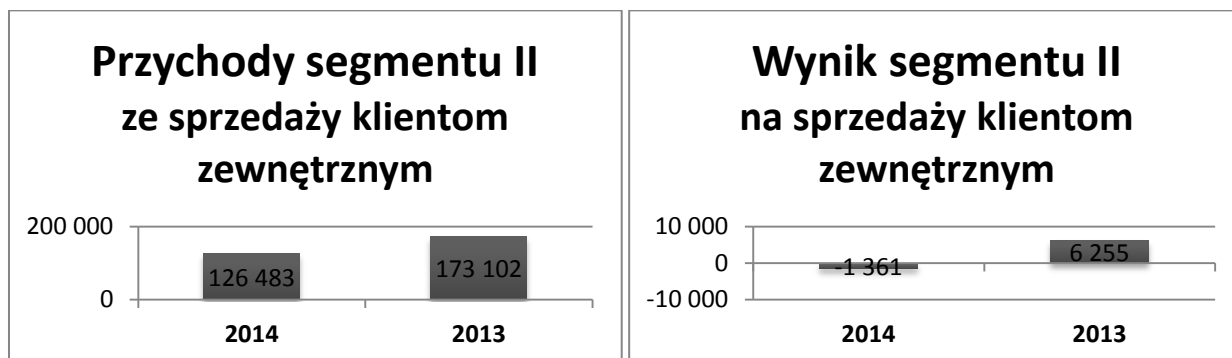 Przychody segmentu II
ze sprzedaży klientom
zewnętrznym
200 000
0
126 483
173 102
2014
2013
Wynik segmentu II
na sprzedaży klientom
zewnętrznym
10 000
0
-10 000
-1 361
6 255
2014
2013